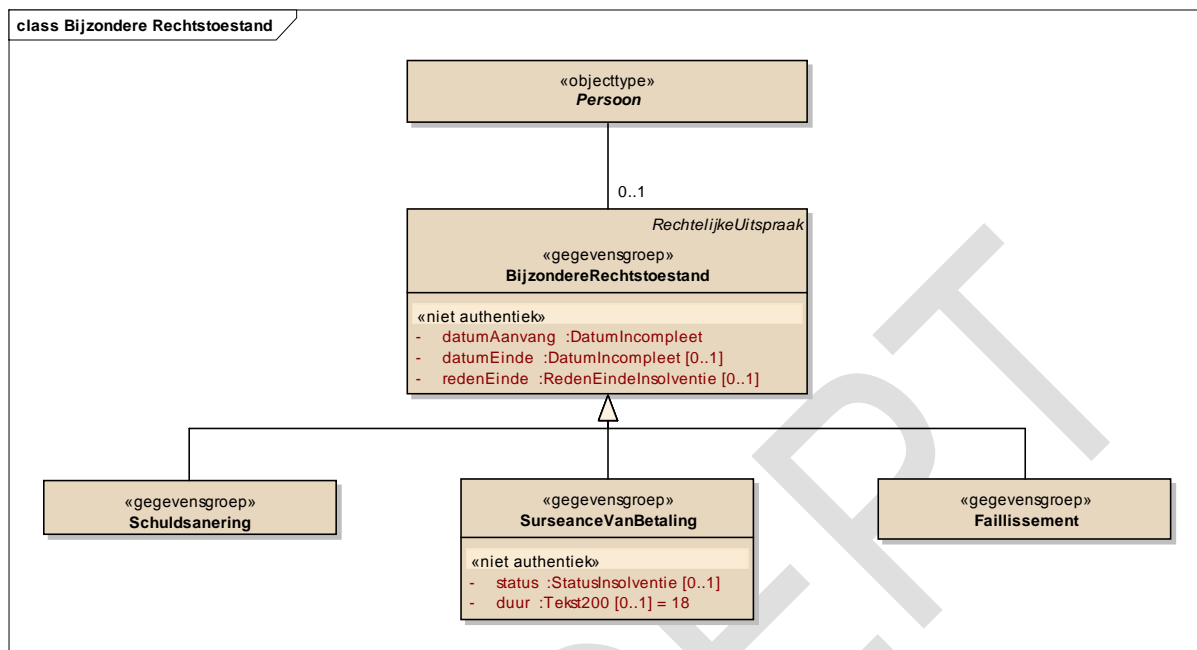 class Bijzondere Rechtstoestand
«objecttype»
Persoon
0..1
RechtelijkeUitspraak
«gegevensgroep»
BijzondereRechtstoestand
«niet authentiek»
- datumAanvang :DatumIncompleet
- datumEinde :DatumIncompleet [0..1]
- redenEinde :RedenEindeInsolventie [0..1]
«gegevensgroep»
Schuldsanering
«gegevensgroep»
SurseanceVanBetaling
«niet authentiek»
- status :StatusInsolventie [0..1]
- duur :Tekst200 [0..1] = 18
«gegevensgroep»
Faillissement